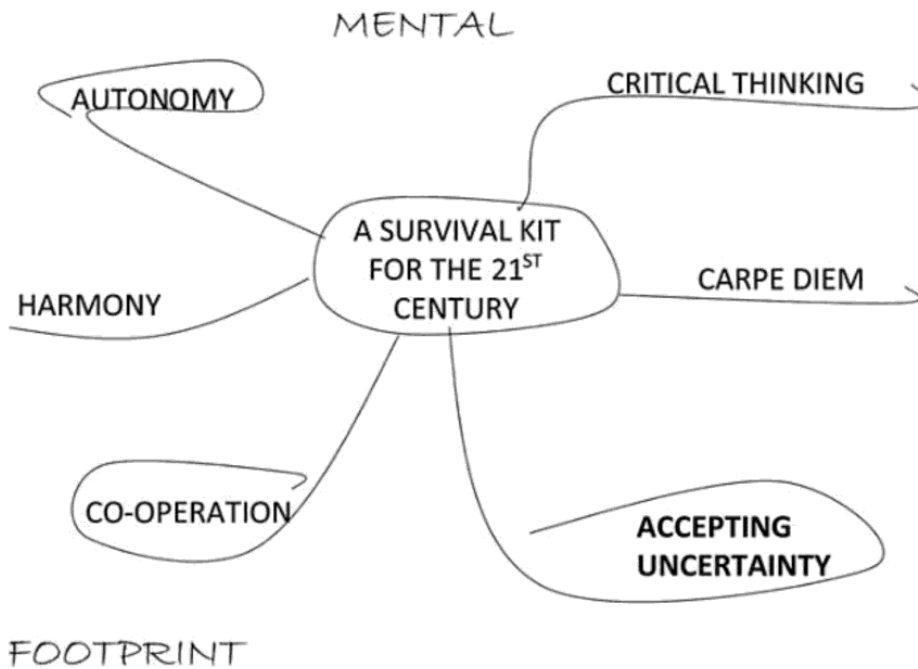 MENTAL
AUTONOMY
CRITICAL THINKING
A SURVIVAL KIT
FOR THE 21ST
CENTURY
HARMONY
CARPE DIEM
CO-OPERATION
ACCEPTING
UNCERTAINTY
FOOTPRINT